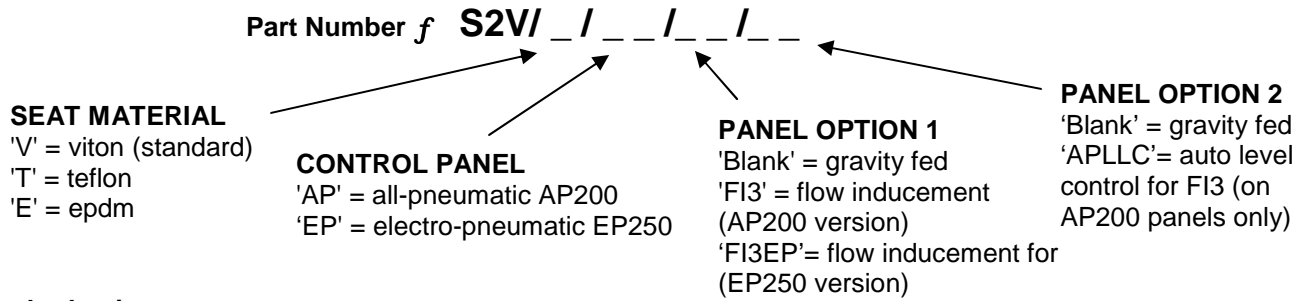 Part Number ƒ S2V/ _ / _ _ /_ _ /_ _
SEAT MATERIAL
'V' = viton (standard)
'T' = teflon
'E' = epdm
CONTROL PANEL
'AP' = all-pneumatic AP200
‘EP' = electro-pneumatic EP250
PANEL OPTION 1
'Blank' = gravity fed
'FI3' = flow inducement
(AP200 version)
‘FI3EP’= flow inducement for
(EP250 version)
PANEL OPTION 2
‘Blank’ = gravity fed
‘APLLC’= auto level
control for FI3 (on
AP200 panels only)